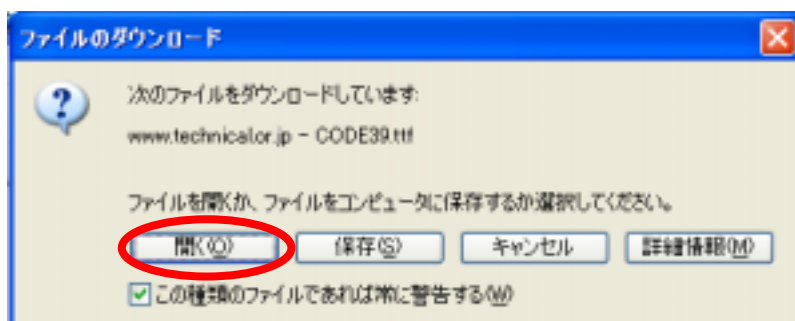 ファイルのダウンロード
次のファイルをダウンロードしています:
www.technicalor.jp - CODE39.ttf
ファイルを開くか、ファイルをコンピュータに保存するか選択してください。
開く(O) 保存(S) キャンセル 詳細情報(M)
この種類のファイルであれば常に警告する(W)